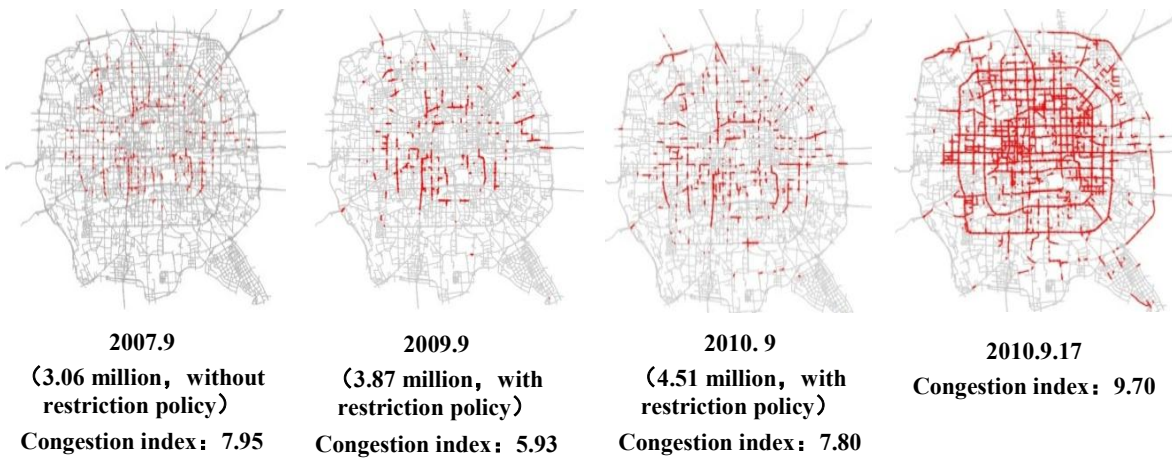 2007.9
（3.06 million，without
restriction policy）
Congestion index：7.95
2009.9
（3.87 million，with
restriction policy）
Congestion index：5.93
2010. 9
（4.51 million，with
restriction policy）
Congestion index：7.80
2010.9.17
Congestion index：9.70